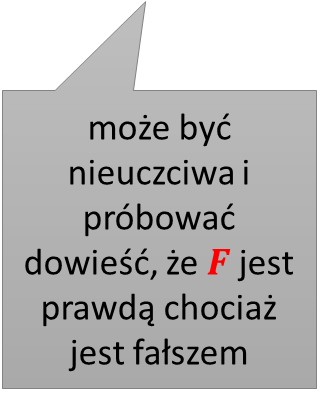 może być
nieuczciwa i
próbować
dowieść, że F jest
prawdą chociaż
jest fałszem